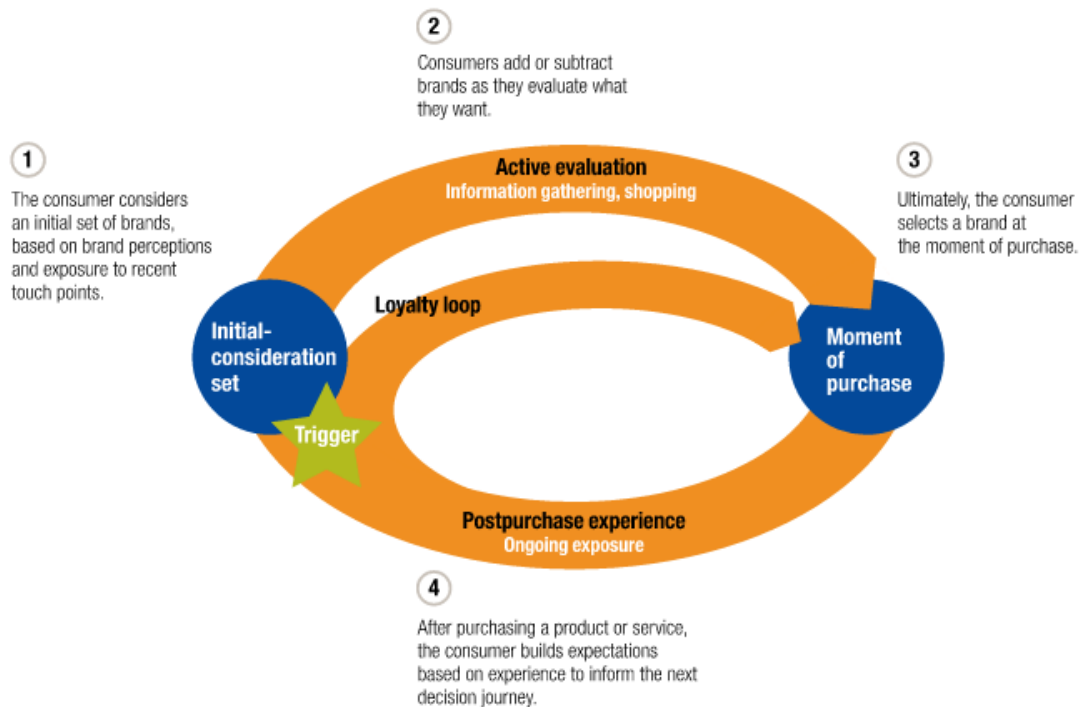 1
The consumer considers
an initial set of brands,
based on brand perceptions
and exposure to recent
touch points.
2
Consumers add or subtract
brands as they evaluate what
they want.
3
Ultimately, the consumer
selects a brand at
the moment of purchase.
Active evaluation
Information gathering, shopping
Loyalty loop
Initial-
consideration
set
Trigger
Moment
of
purchase
Postpurchase experience
Ongoing exposure
4
After purchasing a product or service,
the consumer builds expectations
based on experience to inform the next
decision journey.